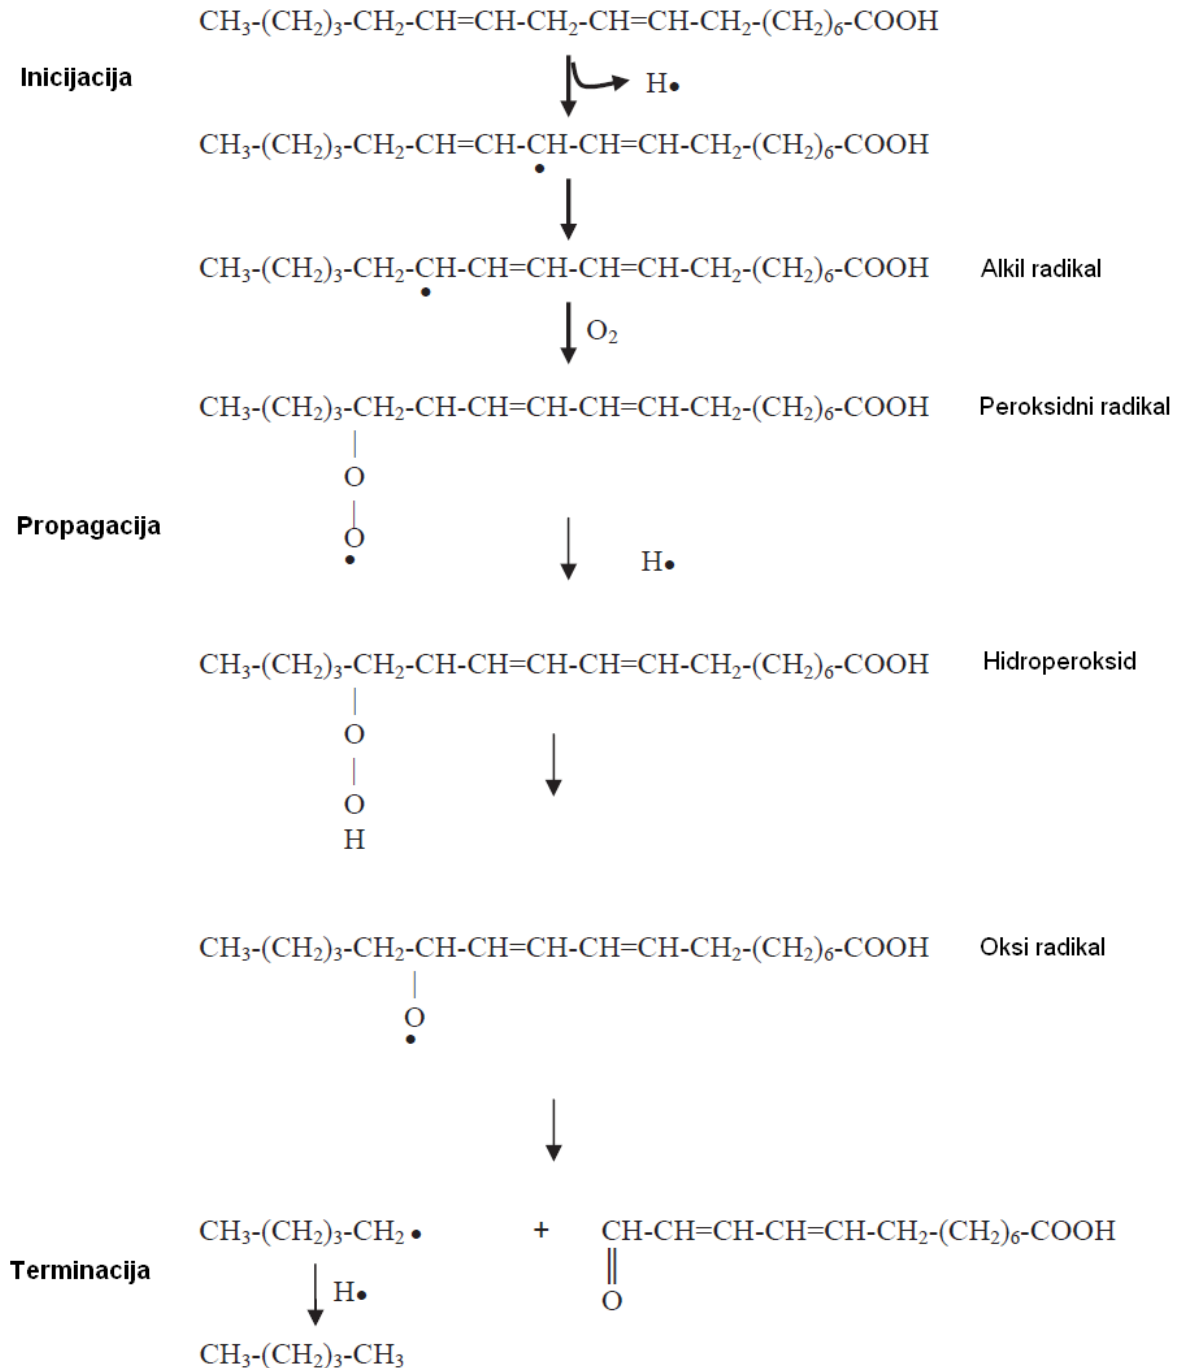 CH₃-(CH₂)₃-CH₂-CH=CH-CH₂-CH=CH-CH₂-(CH₂)₆-COOH
Inicijacija
H•
CH₃-(CH₂)₃-CH₂-CH=CH-CH-CH=CH-CH₂-(CH₂)₆-COOH
•
CH₃-(CH₂)₃-CH₂-CH-CH=CH-CH=CH-CH₂-(CH₂)₆-COOH Alkil radikal
•
O₂
CH₃-(CH₂)₃-CH₂-CH-CH=CH-CH=CH-CH₂-(CH₂)₆-COOH Peroksidni radikal
|
O
|
Propagacija
O
•
H•
CH₃-(CH₂)₃-CH₂-CH-CH=CH-CH=CH-CH₂-(CH₂)₆-COOH Hidroperoksid
|
O
|
O
H
CH₃-(CH₂)₃-CH₂-CH-CH=CH-CH=CH-CH₂-(CH₂)₆-COOH Oksi radikal
|
O
•
CH₃-(CH₂)₃-CH₂• + CH-CH=CH-CH=CH-CH₂-(CH₂)₆-COOH
||
Terminacija
H•
O
CH₃-(CH₂)₃-CH₃